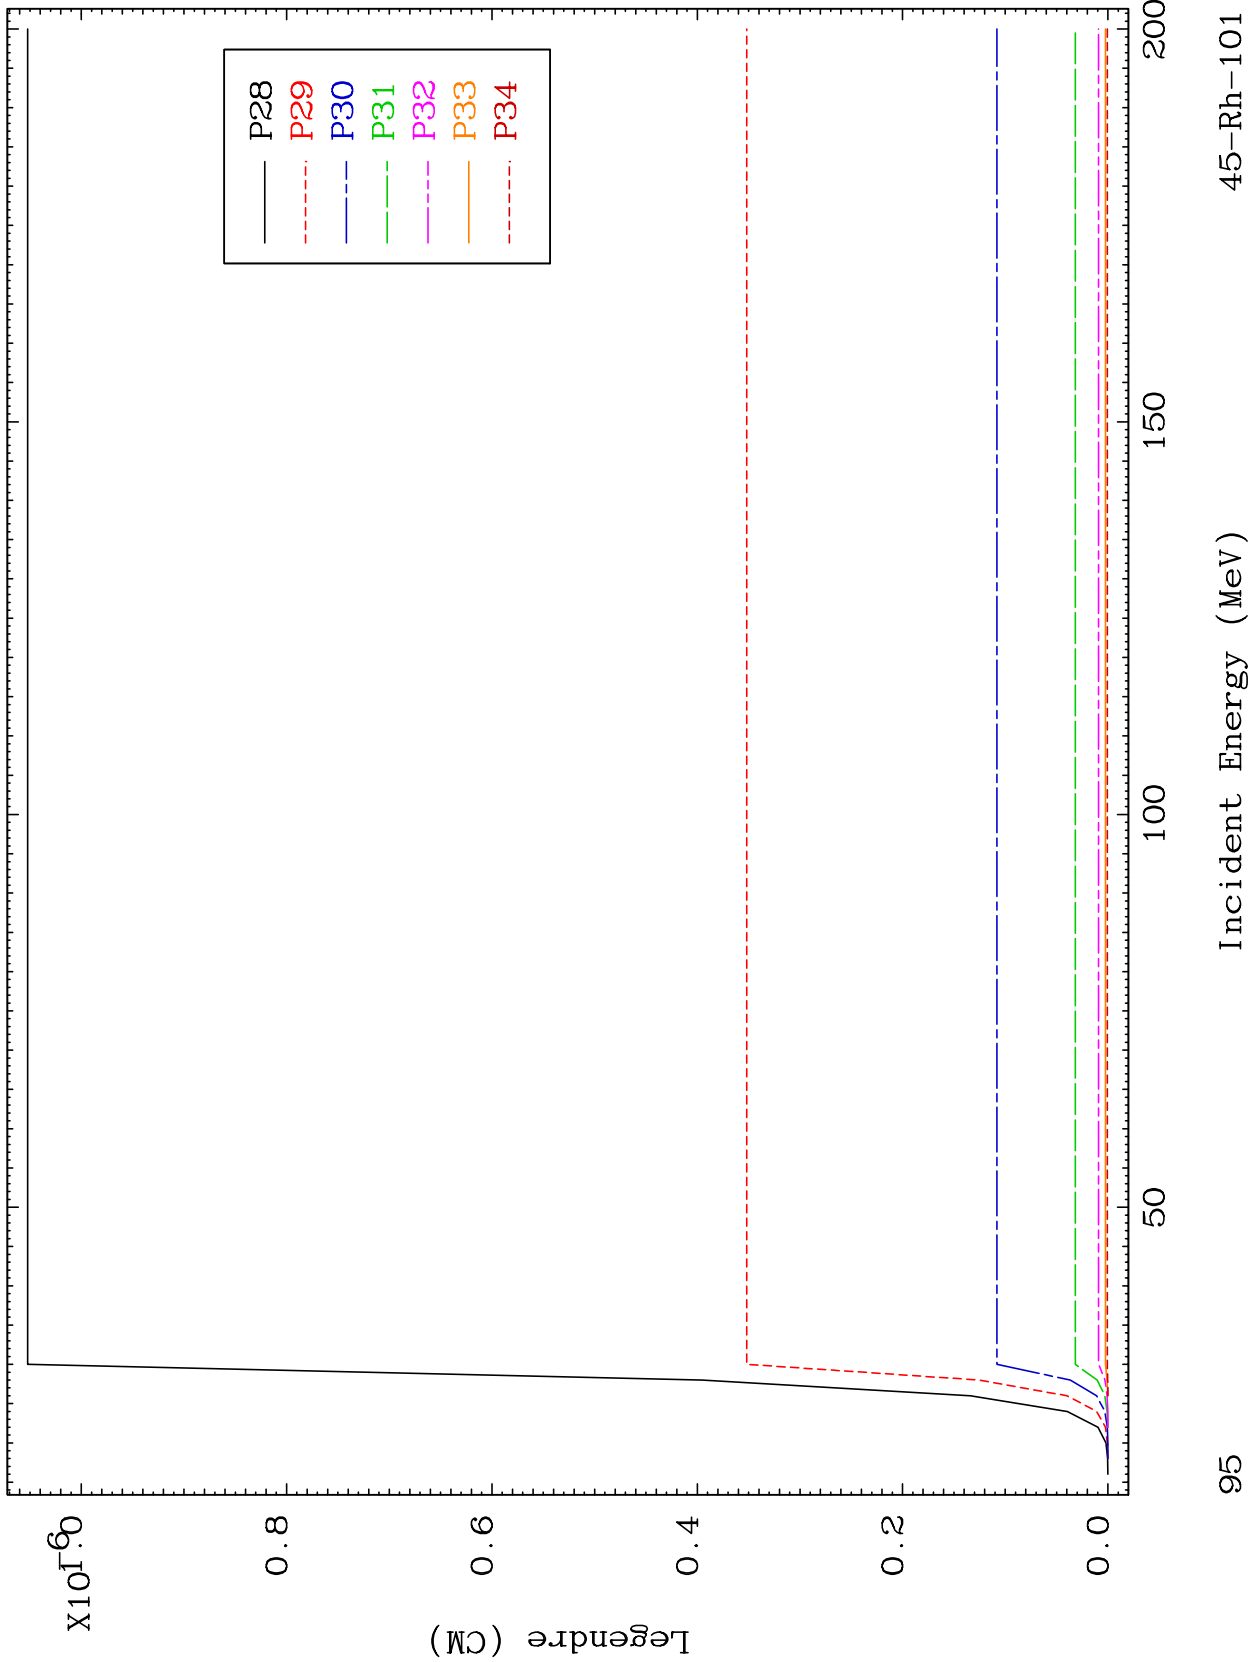 X10-6
1.0
0.8
0.6
0.4
0.2
0.0
Legendre (CM)
P28
P29
P30
P31
P32
P33
P34
50
100
150
200
95
Incident Energy (MeV)
45-Rh-101